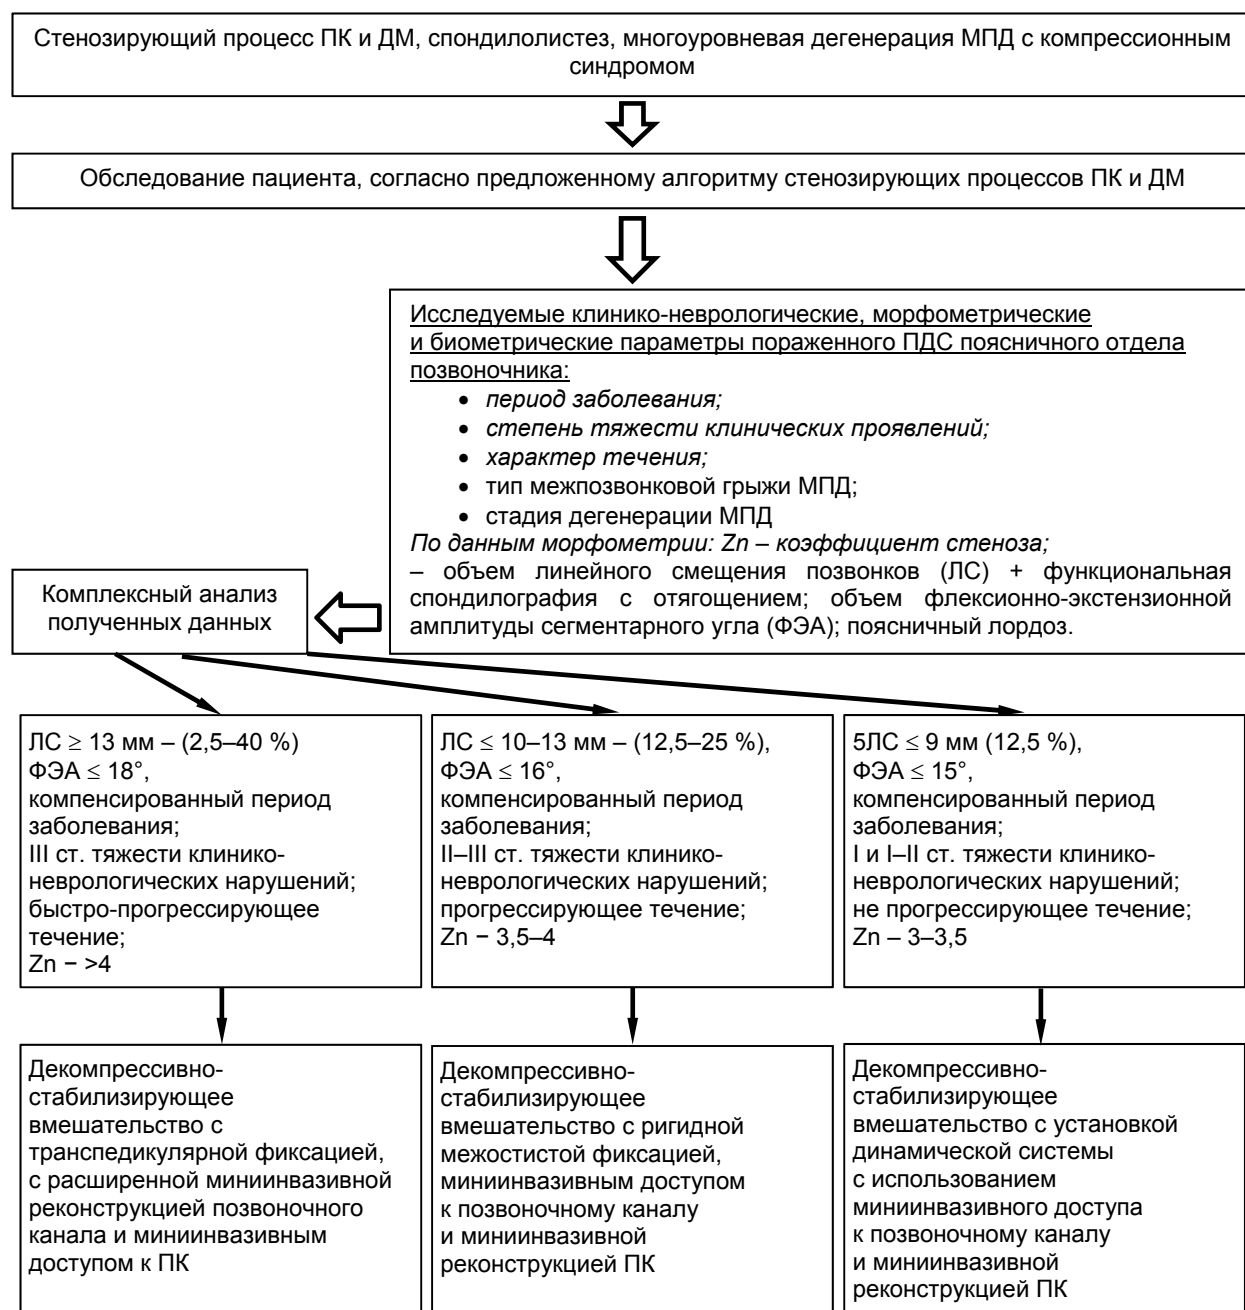 Стенозирующий процесс ПК и ДМ, спондилолистез, многоуровневая дегенерация МПД с компрессионным
синдромом
Обследование пациента, согласно предложенному алгоритму стенозирующих процессов ПК и ДМ
Исследуемые клинико-неврологические, морфометрические
и биометрические параметры пораженного ПДС поясничного отдела
позвоночника:
• период заболевания;
• степень тяжести клинических проявлений;
• характер течения;
• тип межпозвонковой грыжи МПД;
• стадия дегенерации МПД
По данным морфометрии: Zn – коэффициент стеноза;
– объем линейного смещения позвонков (ЛС) + функциональная
спондилография с отягощением; объем флексионно-экстензионной
амплитуды сегментарного угла (ФЭА); поясничный лордоз.
Комплексный анализ
полученных данных
ЛС ≥ 13 мм – (2,5–40 %)
ФЭА ≤ 18°,
компенсированный период
заболевания;
III ст. тяжести клинико-
неврологических нарушений;
быстро-прогрессирующее
течение;
Zn − >4
ЛС ≤ 10–13 мм – (12,5–25 %),
ФЭА ≤ 16°,
компенсированный период
заболевания;
II–III ст. тяжести клинико-
неврологических нарушений;
прогрессирующее течение;
Zn − 3,5–4
5ЛС ≤ 9 мм (12,5 %),
ФЭА ≤ 15°,
компенсированный период
заболевания;
I и I–II ст. тяжести клинико-
неврологических нарушений;
не прогрессирующее течение;
Zn – 3–3,5
Декомпрессивно-
стабилизирующее
вмешательство с
транспедикулярной фиксацией,
с расширенной миниинвазивной
реконструкцией позвоночного
канала и миниинвазивным
доступом к ПК
Декомпрессивно-
стабилизирующее
вмешательство с ригидной
межостистой фиксацией,
миниинвазивным доступом
к позвоночному каналу
и миниинвазивной
реконструкцией ПК
Декомпрессивно-
стабилизирующее
вмешательство с установкой
динамической системы
с использованием
миниинвазивного доступа
к позвоночному каналу
и миниинвазивной
реконструкцией ПК